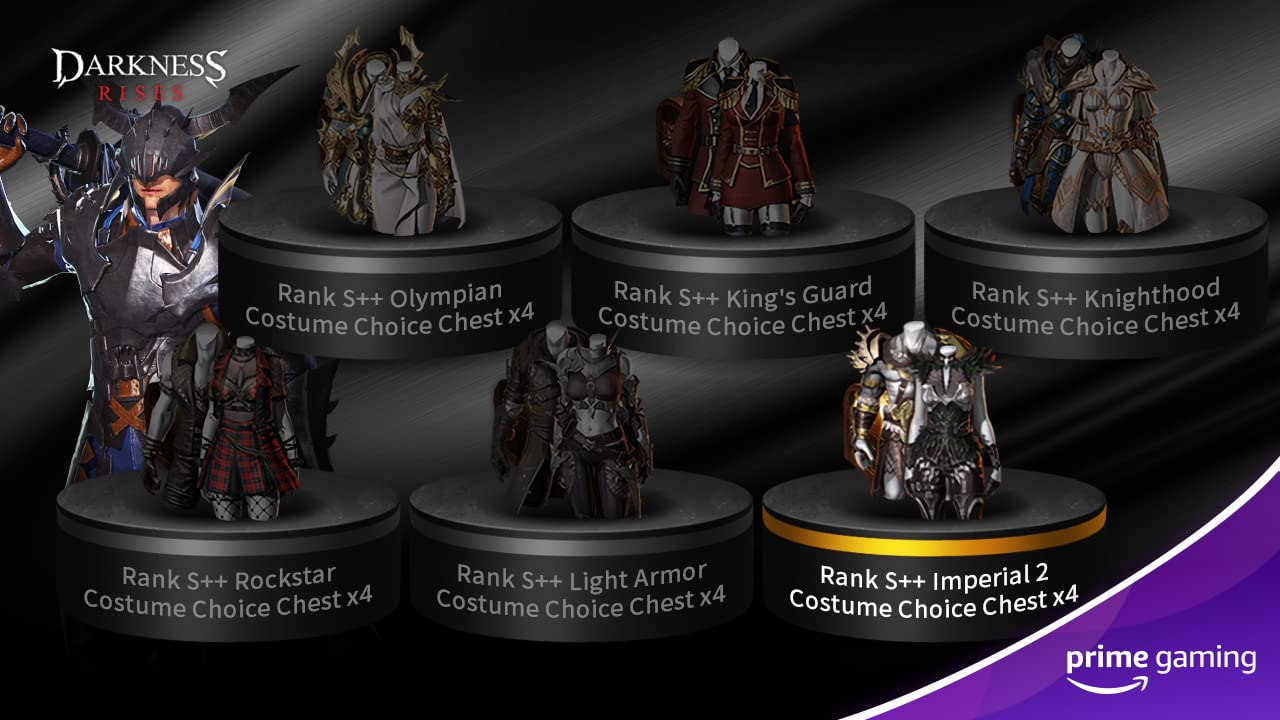 DARKNESS
RISES
Rank S++ Olympian
Costume Choice Chest x4
Rank S++ King's Guard
Costume Choice Chest x4
Rank S++ Knighthood
Costume Choice Chest x4
Rank S++ Rockstar
Costume Choice Chest x4
Rank S++ Light Armor
Costume Choice Chest x4
Rank S++ Imperial 2
Costume Choice Chest x4
prime gaming